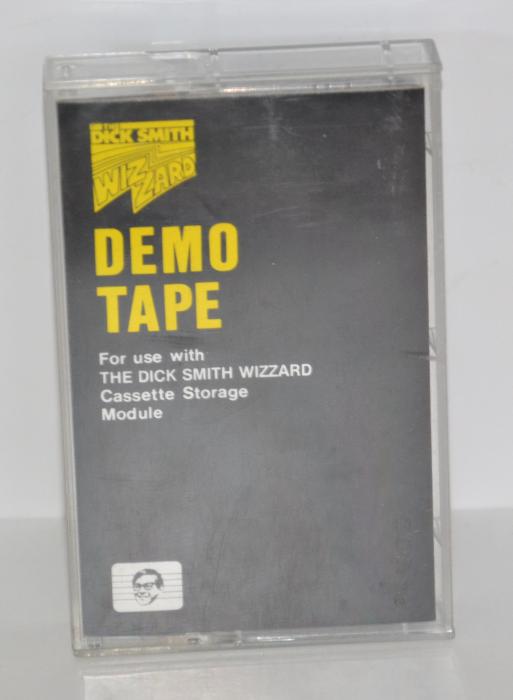 THE
DICK SMITH
WIZZARD
DEMO
TAPE
For use with
THE DICK SMITH WIZZARD
Cassette Storage
Module